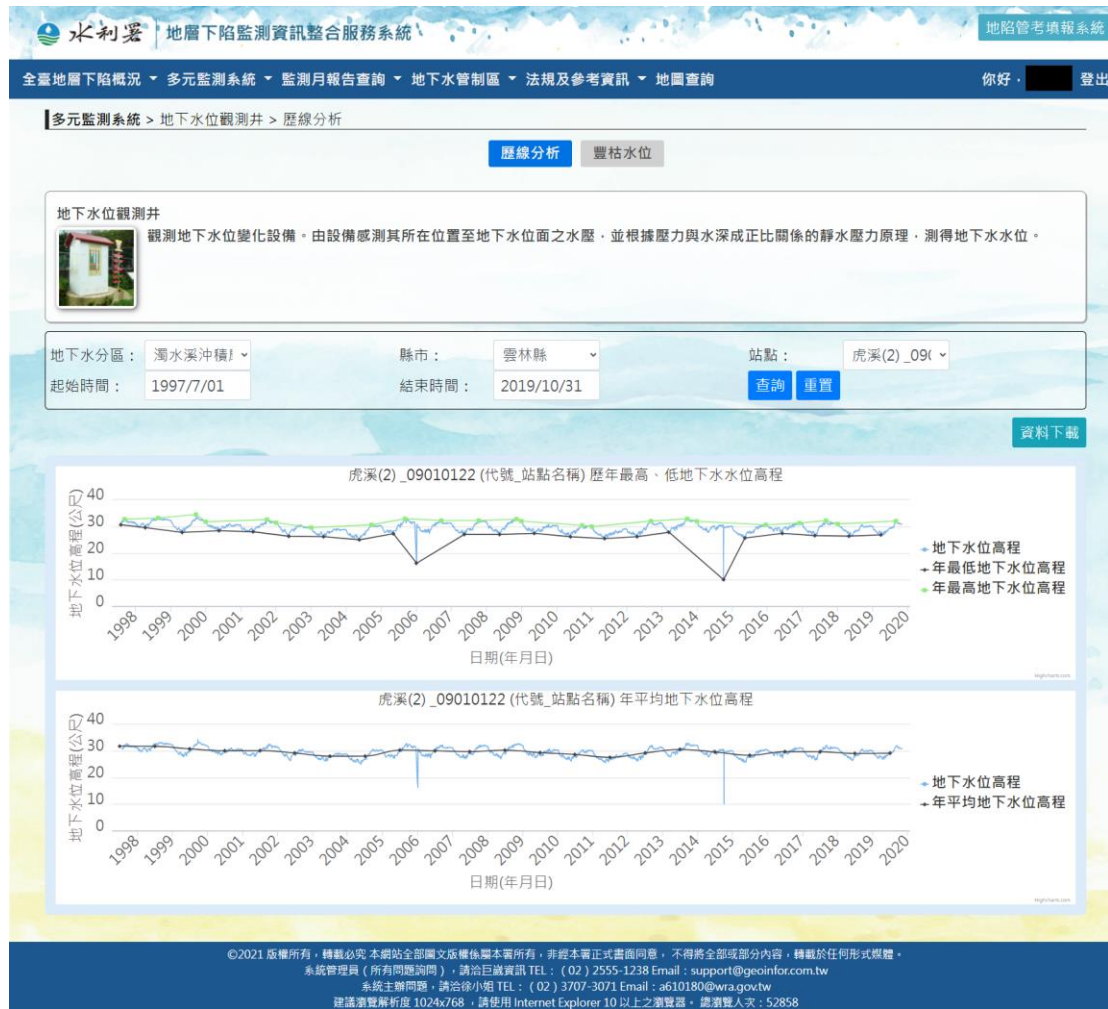 水利署 地層下陷監測資訊整合服務系統
地陷管考填報系統
全臺地層下陷概況 多元監測系統 監測月報告查詢 地下水管制區 法規及參考資訊 地圖查詢 你好, 登出
多元監測系統 > 地下水位觀測井 > 歷線分析
歷線分析 豐枯水位
地下水位觀測井
觀測地下水位變化設備。由設備感測其所在位置至地下水位面之水壓,並根據壓力與水深成正比關係的靜水壓力原理,測得地下水水位。
地下水分區: 濁水溪沖積 縣市: 雲林縣 站點: 虎溪(2)_09(
起始時間: 1997/7/01 結束時間: 2019/10/31 查詢 重置
資料下載
虎溪(2)_09010122 (代號_站點名稱) 歷年最高、低地下水水位高程
地下水位高程(公尺)
40
30
20
10
0
1998 1999 2000 2001 2002 2003 2004 2005 2006 2007 2008 2009 2010 2011 2012 2013 2014 2015 2016 2017 2018 2019 2020
日期(年月日)
地下水位高程
年最低地下水位高程
年最高地下水位高程
Highcharts.com
虎溪(2)_09010122 (代號_站點名稱) 年平均地下水位高程
地下水位高程(公尺)
40
30
20
10
0
1998 1999 2000 2001 2002 2003 2004 2005 2006 2007 2008 2009 2010 2011 2012 2013 2014 2015 2016 2017 2018 2019 2020
日期(年月日)
地下水位高程
年平均地下水位高程
Highcharts.com
©2021 版權所有,轉載必究 本網站全部圖文版權係屬本署所有,非經本署正式書面同意, 不得將全部或部分內容,轉載於任何形式媒體。
系統管理員(所有問題詢問),請洽巨崴資訊 TEL:(02)2555-1238 Email:support@geoinfor.com.tw
系統主辦問題,請洽徐小姐 TEL:(02)3707-3071 Email:a610180@wra.gov.tw
建議瀏覽解析度 1024x768 ,請使用 Internet Explorer 10 以上之瀏覽器。 總瀏覽人次:52858